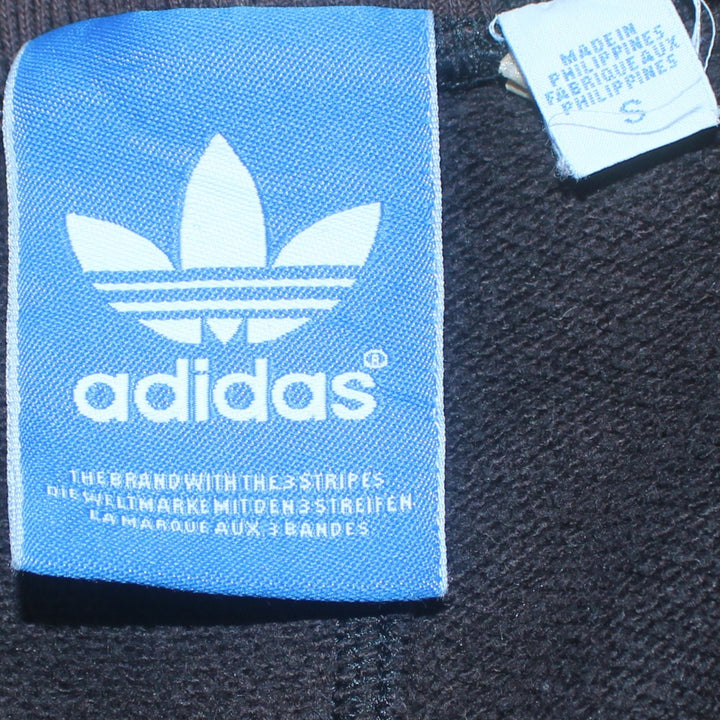 adidas®
THE BRAND WITH THE 3 STRIPES
DIE WELTMARKE MIT DEN 3 STREIFEN
LA MARQUE AUX 3 BANDES
MADE IN
PHILIPPINES
FABRIQUE AUX
PHILIPPINES
S